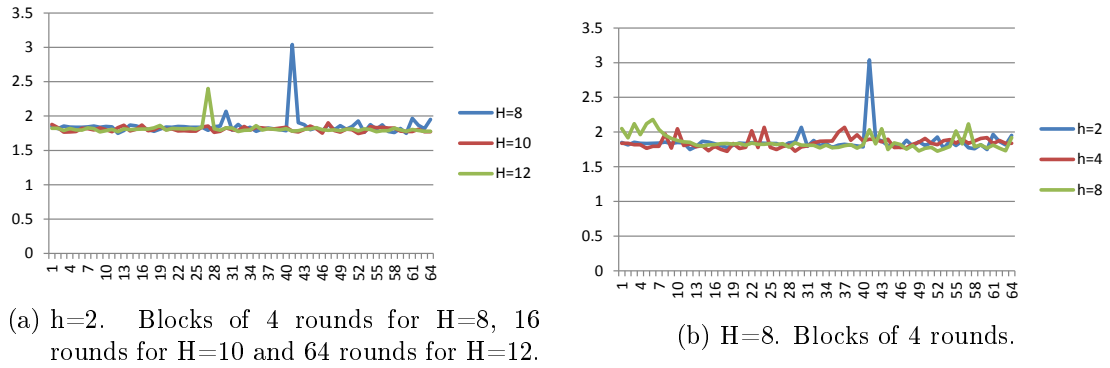 3.5
3
2.5
2
1.5
1
0.5
0
1 4 7 10 13 16 19 22 25 28 31 34 37 40 43 46 49 52 55 58 61 64
H=8
H=10
H=12
(a) h=2. Blocks of 4 rounds for H=8, 16
rounds for H=10 and 64 rounds for H=12.
3.5
3
2.5
2
1.5
1
0.5
0
1 4 7 10 13 16 19 22 25 28 31 34 37 40 43 46 49 52 55 58 61 64
h=2
h=4
h=8
(b) H=8. Blocks of 4 rounds.